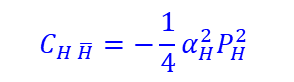 C_{H \bar{H}} = -\frac{1}{4} \alpha_H^2 P_H^2